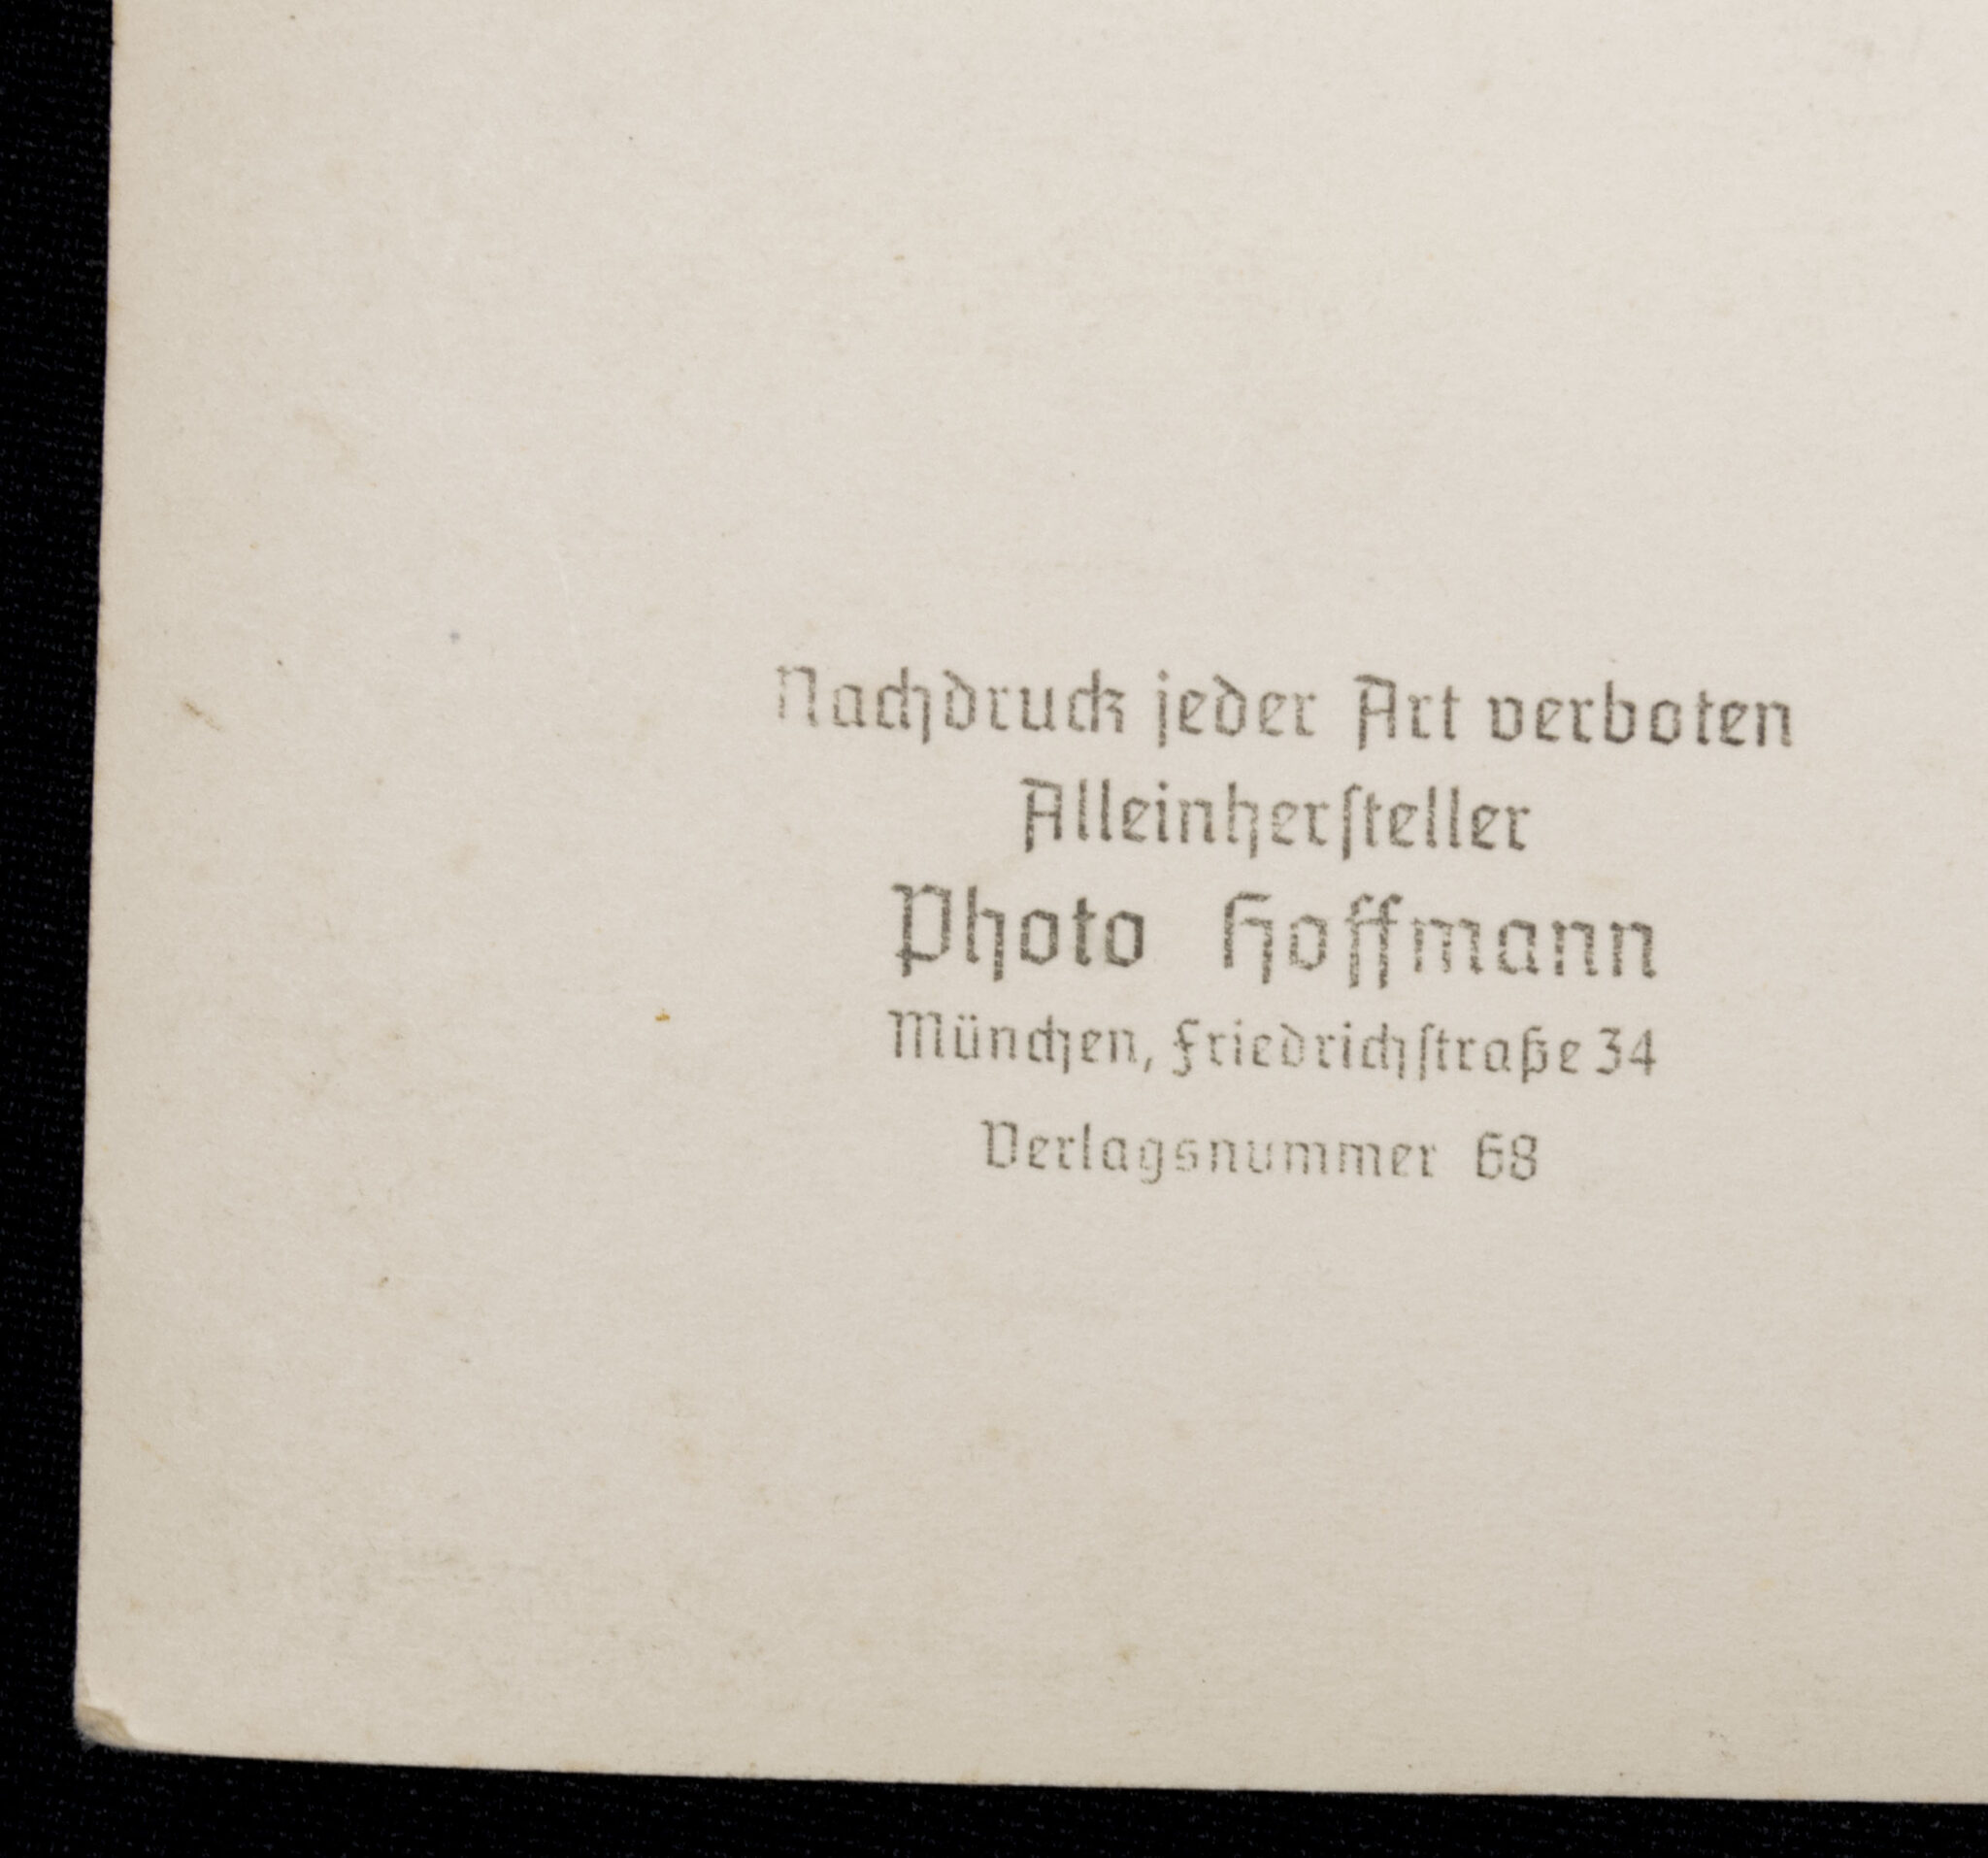 Nachdruck jeder Art verboten
Alleinherſteller
Photo Hoffmann
München, Friedrichſtraße 34
Verlagsnummer 68